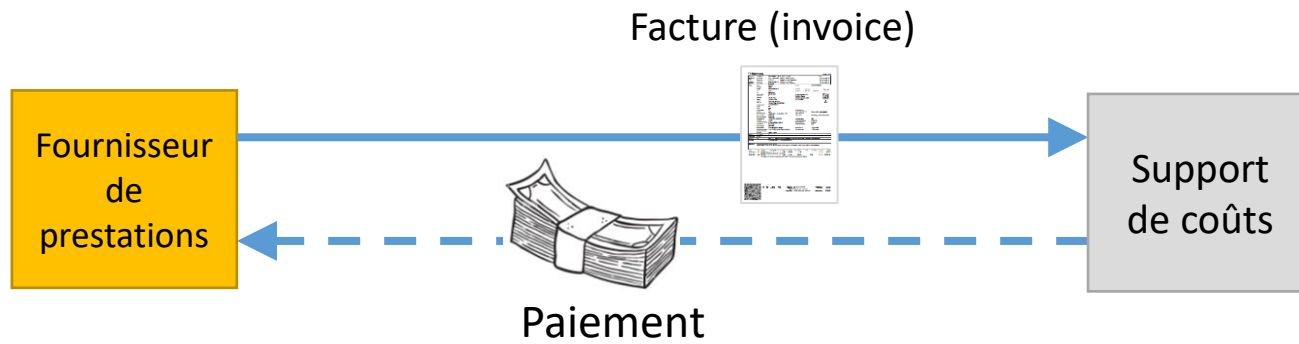 Facture (invoice)
Fournisseur
de
prestations
Support
de coûts
Paiement